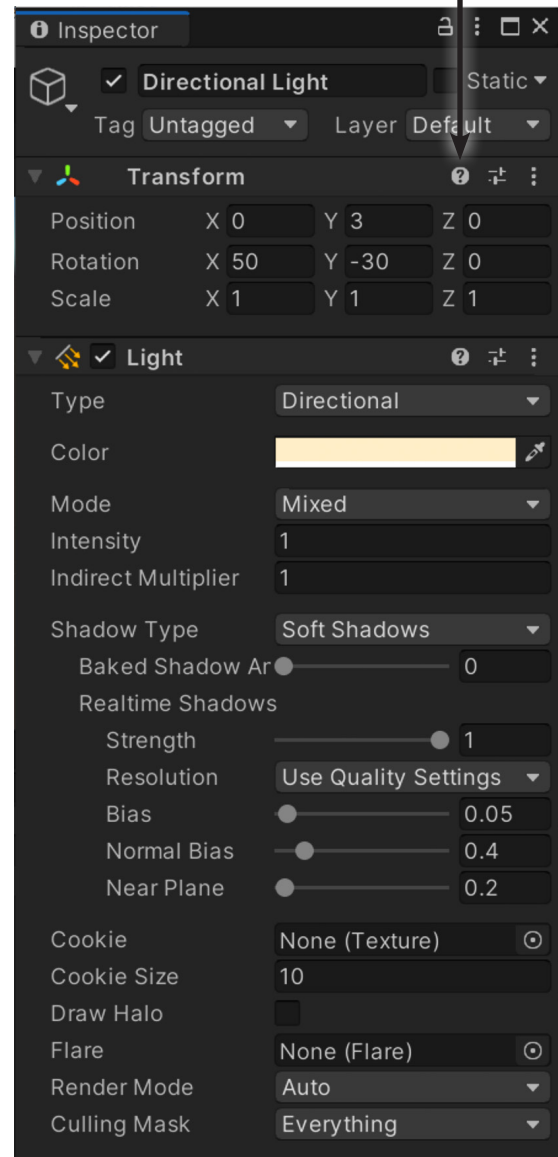 Inspector
Directional Light Static
Tag Untagged Layer Default
Transform
Position X 0 Y 3 Z 0
Rotation X 50 Y -30 Z 0
Scale X 1 Y 1 Z 1
Light
Type Directional
Color
Mode Mixed
Intensity 1
Indirect Multiplier 1
Shadow Type Soft Shadows
Baked Shadow Ar 0
Realtime Shadows
Strength 1
Resolution Use Quality Settings
Bias 0.05
Normal Bias 0.4
Near Plane 0.2
Cookie None (Texture)
Cookie Size 10
Draw Halo
Flare None (Flare)
Render Mode Auto
Culling Mask Everything